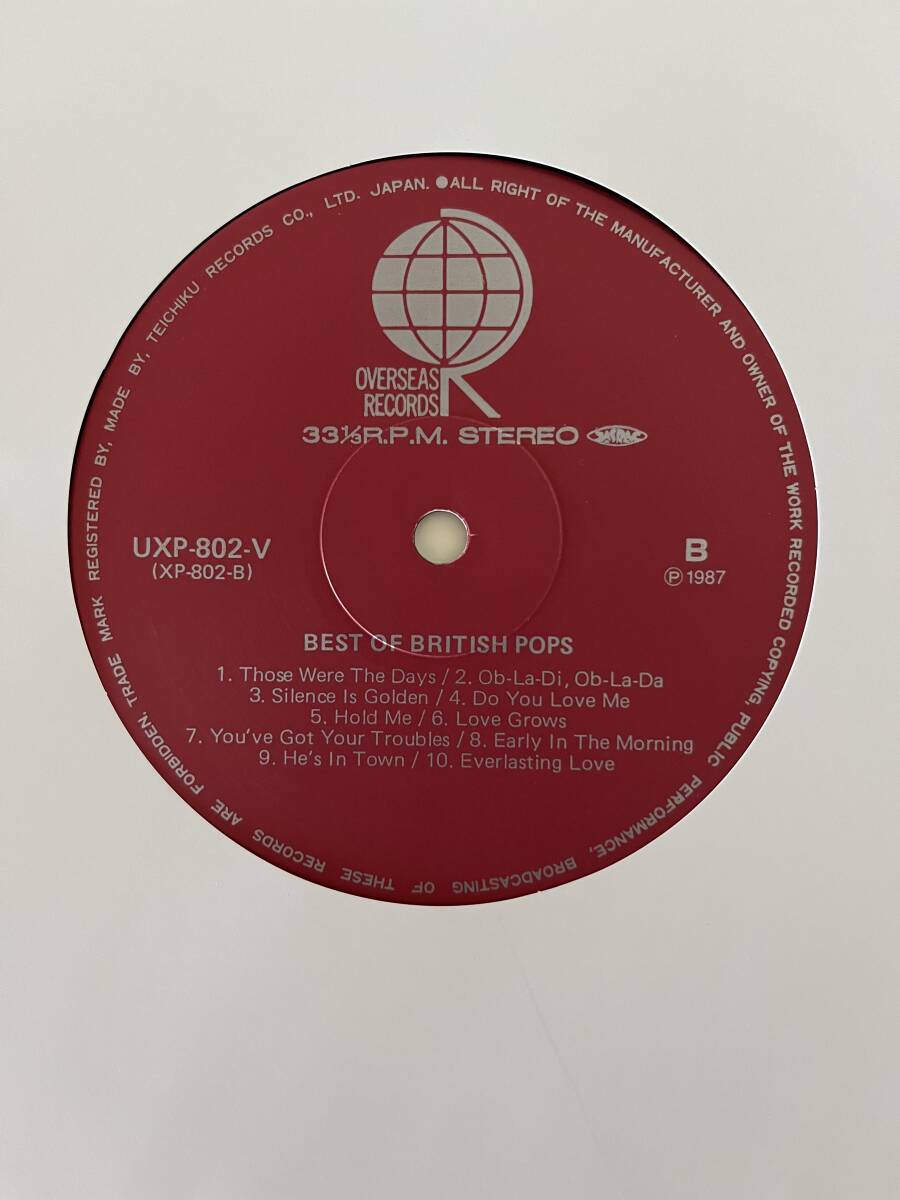 TRADE MARK REGISTERED BY, MADE BY, TEICHIKU RECORDS CO., LTD. JAPAN. ●ALL RIGHT OF THE MANUFACTURER AND OWNER OF THE WORK RECORDED COPYING, PUBLIC PERFORMANCE, BROADCASTING OF THESE RECORDS ARE FORBIDDEN,
R
OVERSEAS
RECORDS
33⅓R.P.M. STEREO
UXP-802-V
(XP-802-B)
B
Ⓟ 1987
BEST OF BRITISH POPS
1. Those Were The Days / 2. Ob-La-Di, Ob-La-Da
3. Silence Is Golden / 4. Do You Love Me
5. Hold Me / 6. Love Grows
7. You've Got Your Troubles / 8. Early In The Morning
9. He's In Town / 10. Everlasting Love